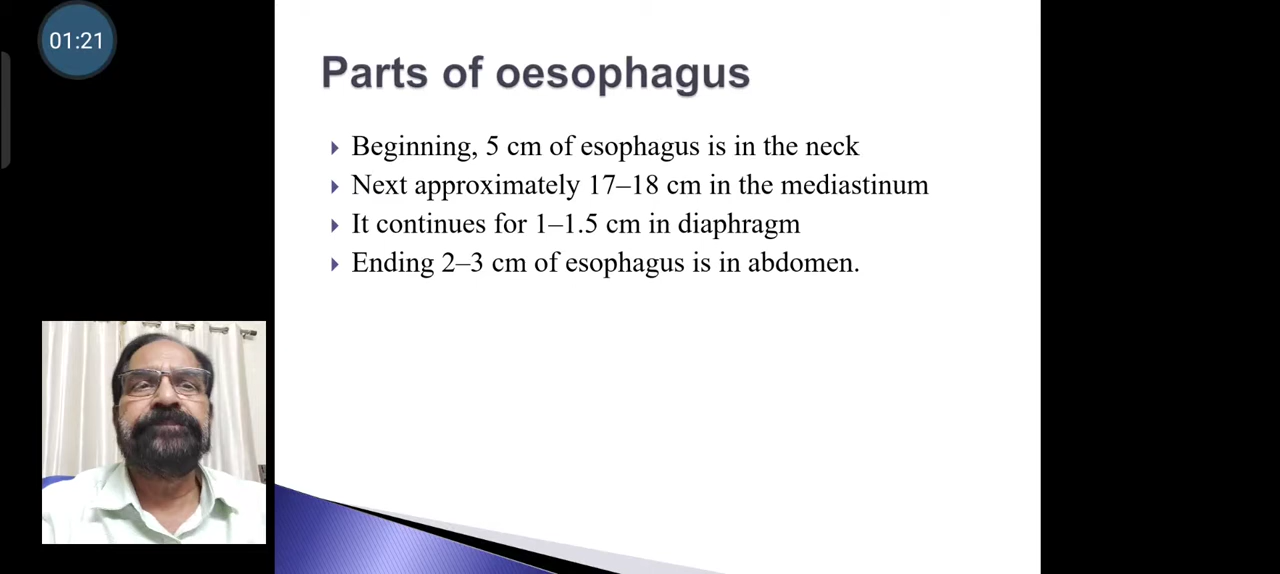 01:21
Parts of oesophagus
Beginning, 5 cm of esophagus is in the neck
Next approximately 17–18 cm in the mediastinum
It continues for 1–1.5 cm in diaphragm
Ending 2–3 cm of esophagus is in abdomen.